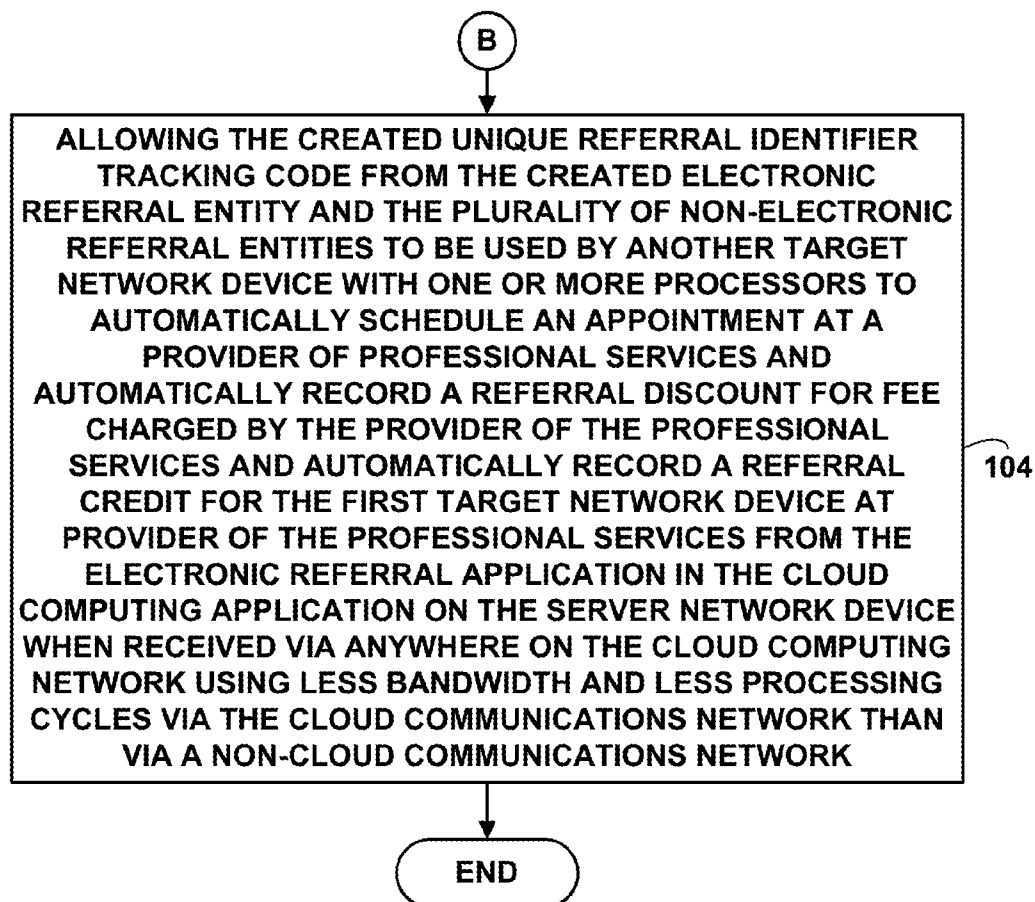 B
ALLOWING THE CREATED UNIQUE REFERRAL IDENTIFIER
TRACKING CODE FROM THE CREATED ELECTRONIC
REFERRAL ENTITY AND THE PLURALITY OF NON-ELECTRONIC
REFERRAL ENTITIES TO BE USED BY ANOTHER TARGET
NETWORK DEVICE WITH ONE OR MORE PROCESSORS TO
AUTOMATICALLY SCHEDULE AN APPOINTMENT AT A
PROVIDER OF PROFESSIONAL SERVICES AND
AUTOMATICALLY RECORD A REFERRAL DISCOUNT FOR FEE
CHARGED BY THE PROVIDER OF THE PROFESSIONAL
SERVICES AND AUTOMATICALLY RECORD A REFERRAL
CREDIT FOR THE FIRST TARGET NETWORK DEVICE AT
PROVIDER OF THE PROFESSIONAL SERVICES FROM THE
ELECTRONIC REFERRAL APPLICATION IN THE CLOUD
COMPUTING APPLICATION ON THE SERVER NETWORK DEVICE
WHEN RECEIVED VIA ANYWHERE ON THE CLOUD COMPUTING
NETWORK USING LESS BANDWIDTH AND LESS PROCESSING
CYCLES VIA THE CLOUD COMMUNICATIONS NETWORK THAN
VIA A NON-CLOUD COMMUNICATIONS NETWORK
104
END